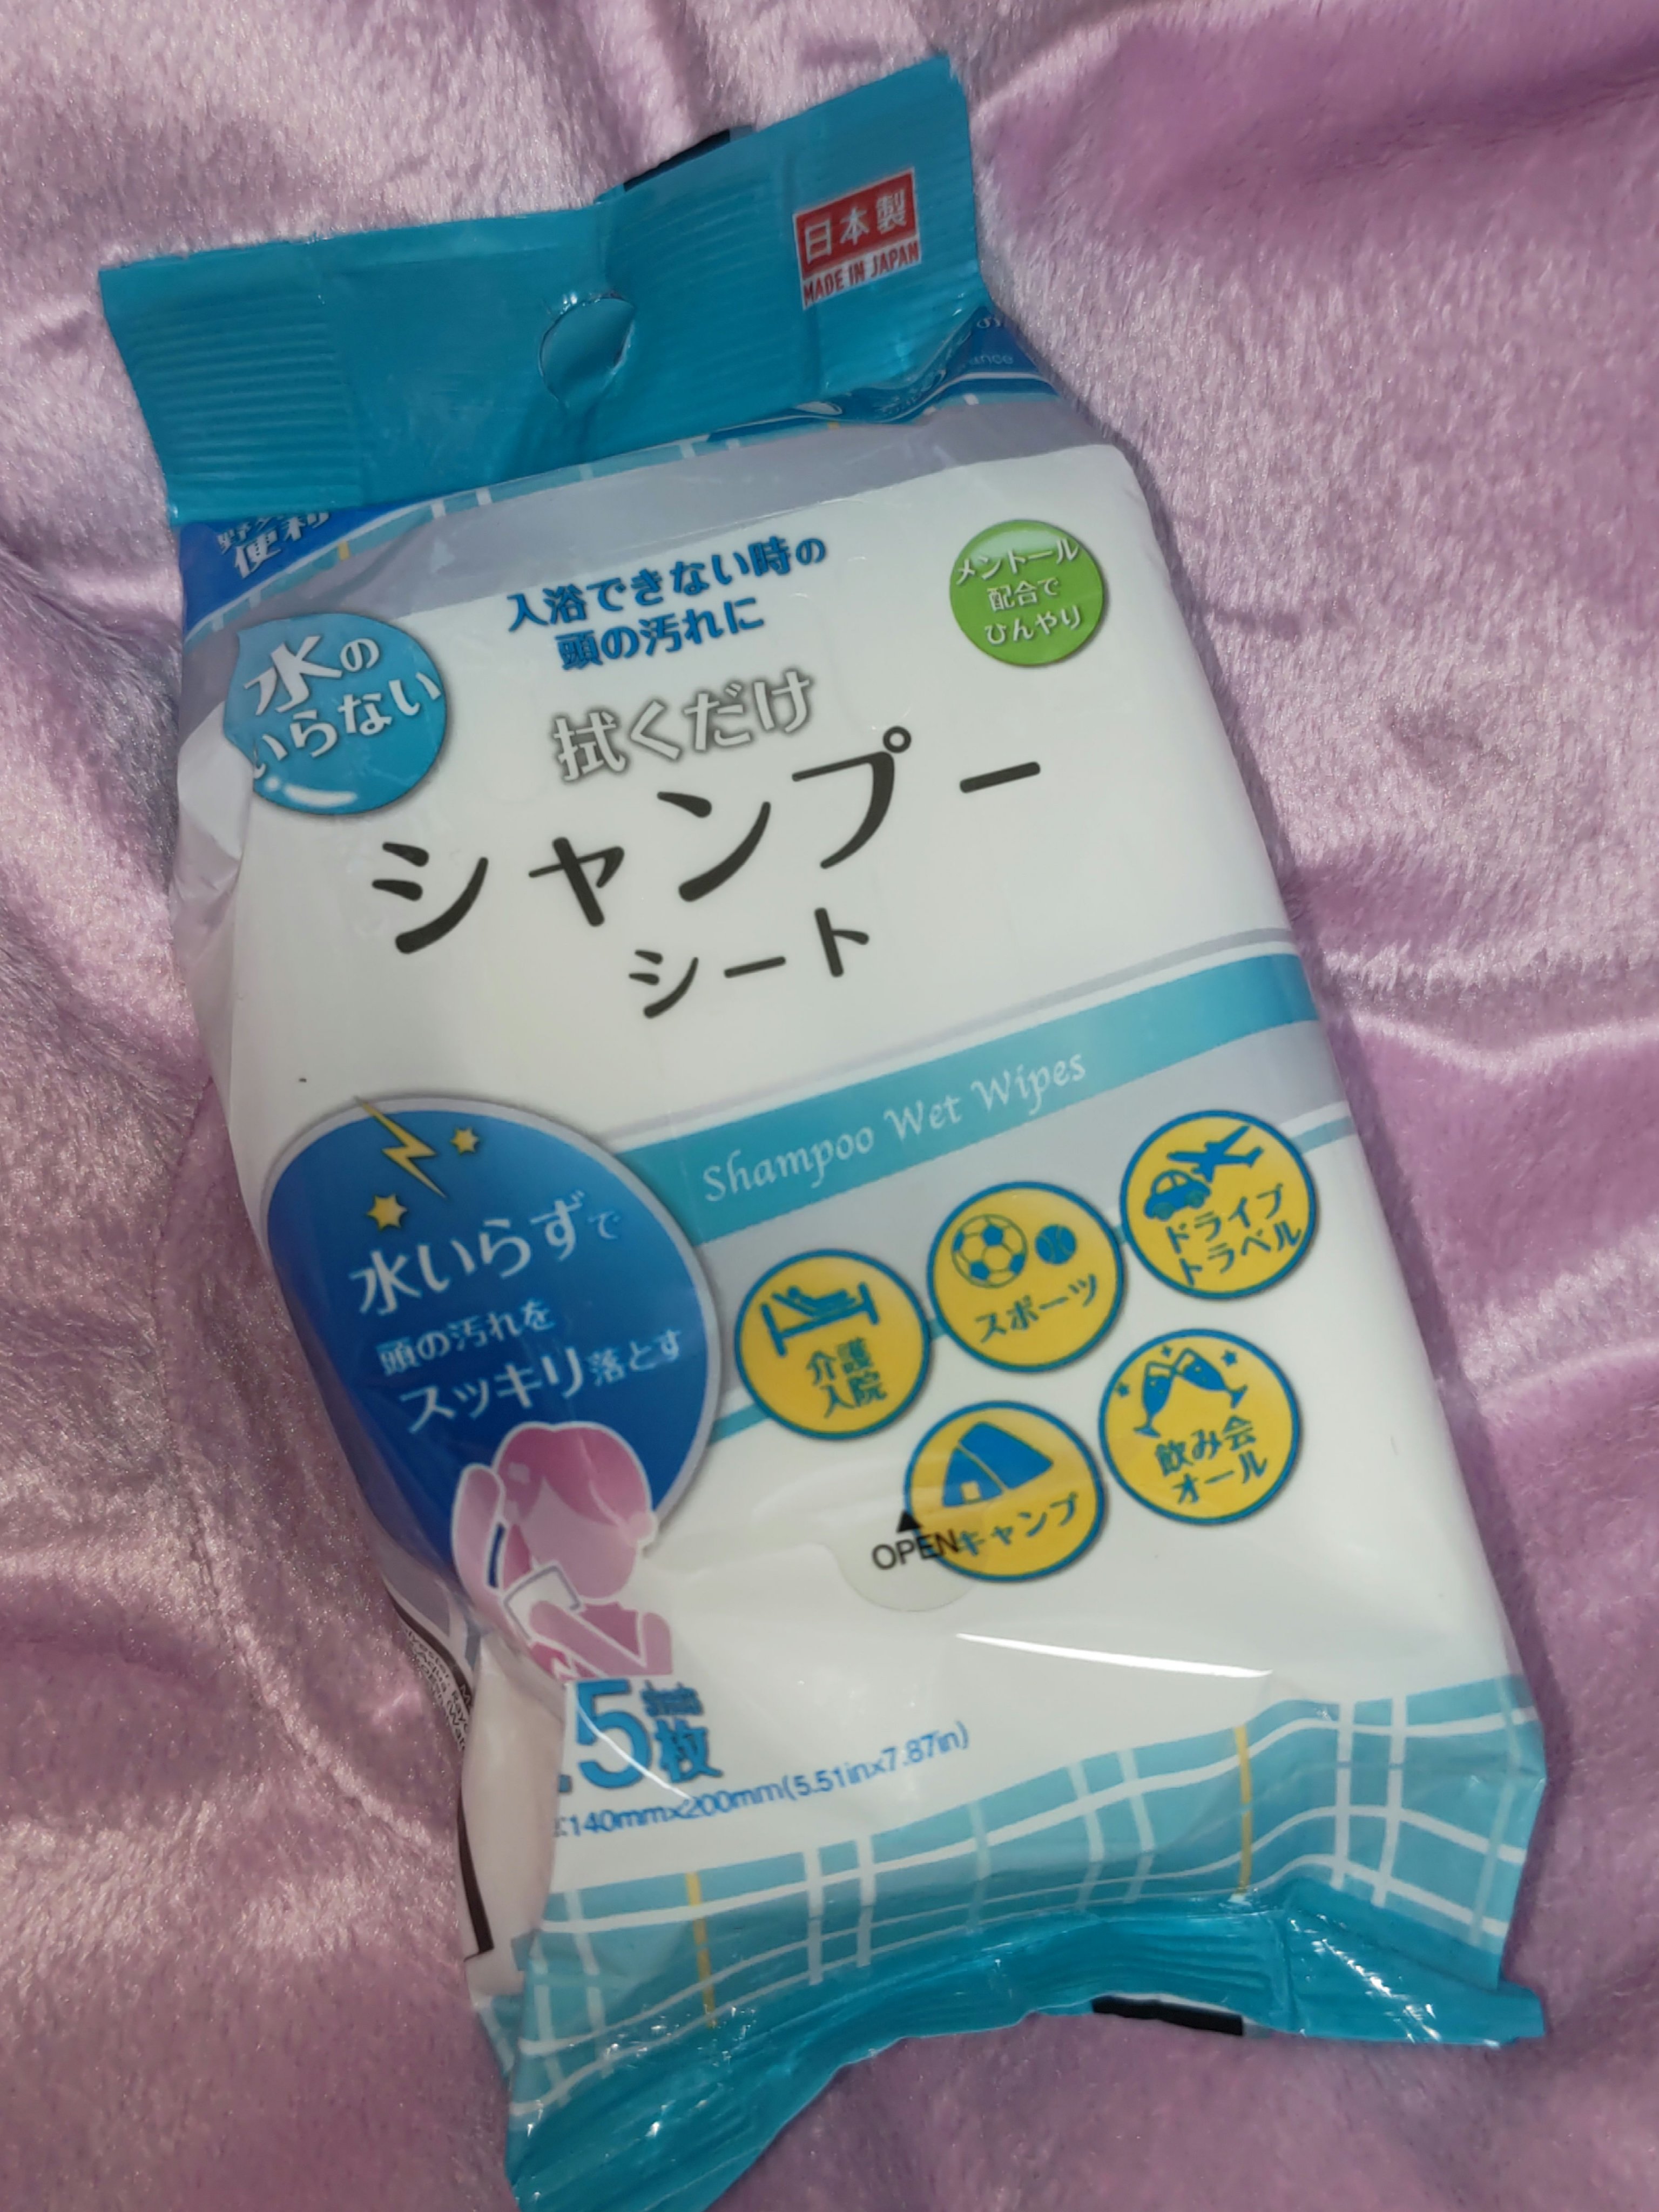 日本製
MADE IN JAPAN
便利
入浴できない時の
頭の汚れに
メントール
配合で
ひんやり
水の
いらない
拭くだけ
シャンプー
シート
Shampoo Wet Wipes
水いらずで
頭の汚れを
スッキリ落とす
ドライブ
トラベル
スポーツ
介護
入院
飲み会
オール
キャンプ
OPEN
5枚
140mm×200mm(5.51in×7.87in)